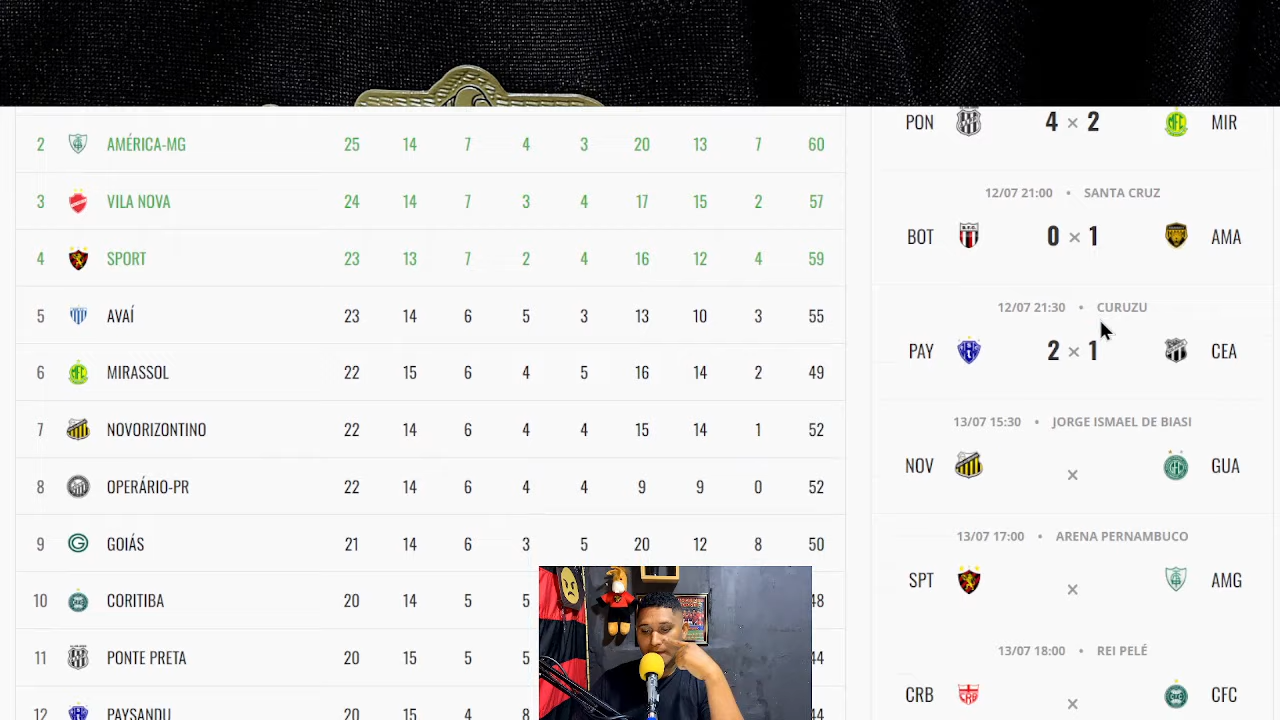 2 AMÉRICA-MG 25 14 7 4 3 20 13 7 60
3 VILA NOVA 24 14 7 3 4 17 15 2 57
4 SPORT 23 13 7 2 4 16 12 4 59
5 AVAÍ 23 14 6 5 3 13 10 3 55
6 MIRASSOL 22 15 6 4 5 16 14 2 49
7 NOVORIZONTINO 22 14 6 4 4 15 14 1 52
8 OPERÁRIO-PR 22 14 6 4 4 9 9 0 52
9 GOIÁS 21 14 6 3 5 20 12 8 50
10 CORITIBA 20 14 5 5 48
11 PONTE PRETA 20 15 5 5 44
12 PAYSANDU 20 15 4 8
PON 4 × 2 MIR
12/07 21:00 • SANTA CRUZ
BOT 0 × 1 AMA
12/07 21:30 • CURUZU
PAY 2 × 1 CEA
13/07 15:30 • JORGE ISMAEL DE BIASI
NOV × GUA
13/07 17:00 • ARENA PERNAMBUCO
SPT × AMG
13/07 18:00 • REI PELÉ
CRB × CFC